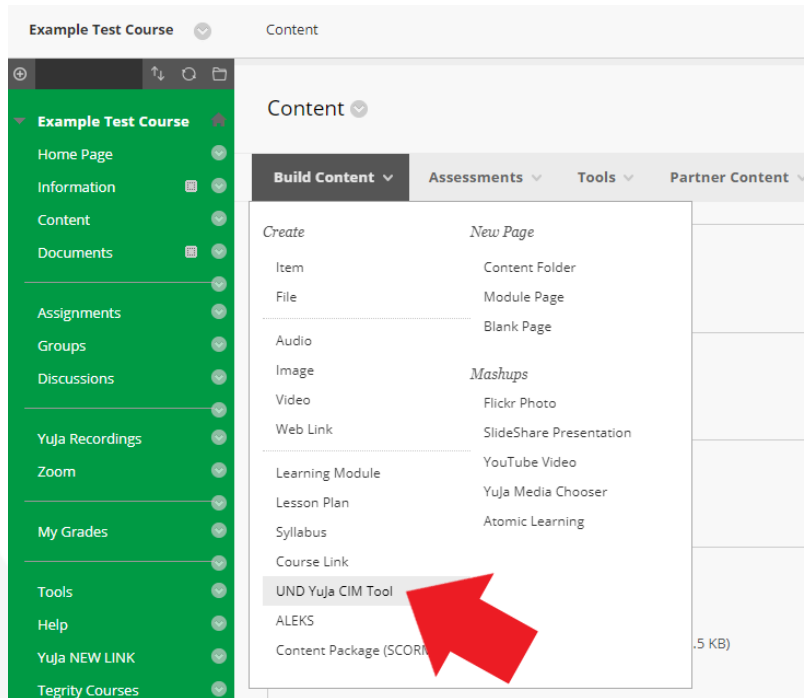 Example Test Course
Content
Example Test Course
Home Page
Information
Content
Documents
Assignments
Groups
Discussions
YuJa Recordings
Zoom
My Grades
Tools
Help
YuJa NEW LINK
Tegrity Courses
Content
Build Content
Assessments
Tools
Partner Content
Create
Item
File
Audio
Image
Video
Web Link
Learning Module
Lesson Plan
Syllabus
Course Link
UND YuJa CIM Tool
ALEKS
Content Package (SCORM
New Page
Content Folder
Module Page
Blank Page
Mashups
Flickr Photo
SlideShare Presentation
YouTube Video
YuJa Media Chooser
Atomic Learning
.5 KB)